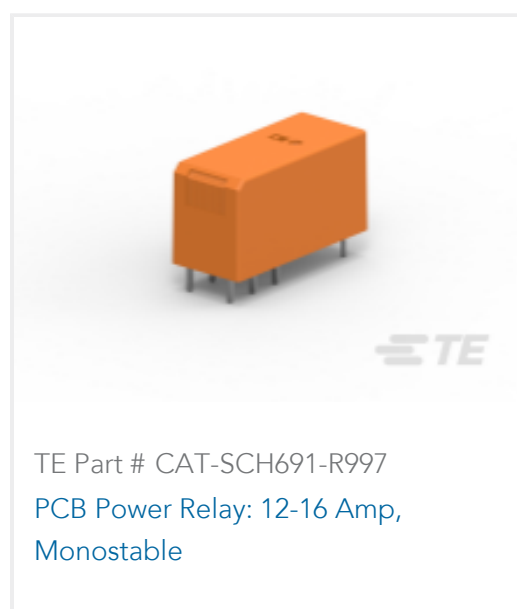 TE
TE Part # CAT-SCH691-R997
PCB Power Relay: 12-16 Amp,
Monostable